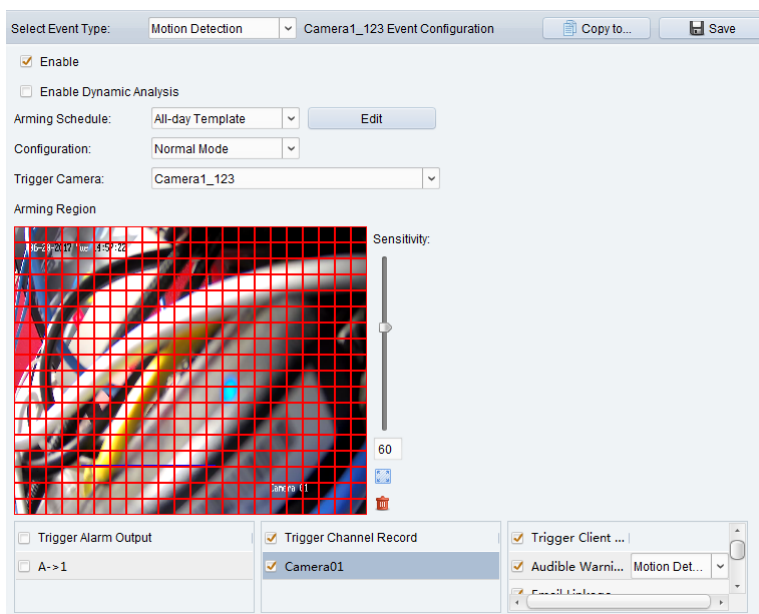 Select Event Type: Motion Detection Camera1_123 Event Configuration Copy to... Save
Enable
Enable Dynamic Analysis
Arming Schedule: All-day Template Edit
Configuration: Normal Mode
Trigger Camera: Camera1_123
Arming Region
Sensitivity:
60
Camera 01
Trigger Alarm Output Trigger Channel Record Trigger Client ...
A->1 Camera01 Audible Warni... Motion Det...
Email Linkage